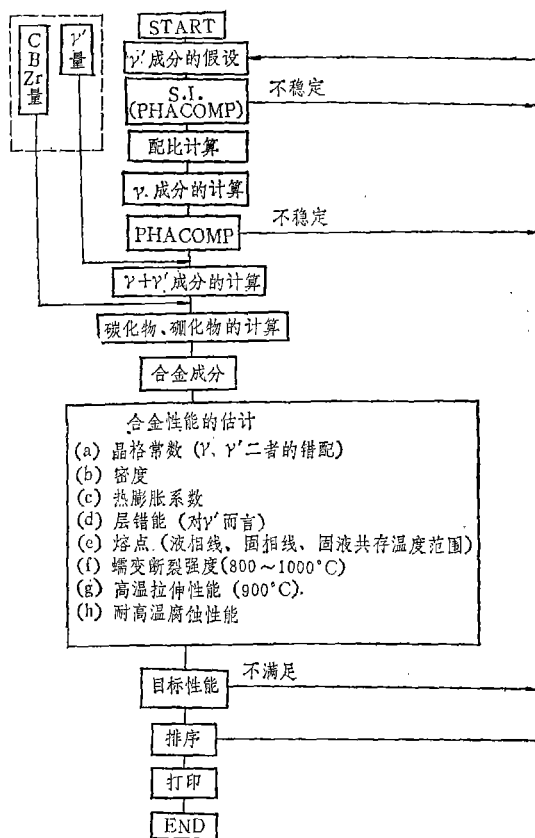 START
C
B
Zr
量
γ'
量
γ'成分的假设
S.I.
(PHACOMP)
不稳定
配比计算
γ.成分的计算
PHACOMP
不稳定
γ+γ'成分的计算
碳化物、硼化物的计算
合金成分
合金性能的估计
(a) 晶格常数 (γ、γ'二者的错配)
(b) 密度
(c) 热膨胀系数
(d) 层错能 (对γ'而言)
(e) 熔点.(液相线、固相线、固液共存温度范围)
(f) 蠕变断裂强度(800～1000°C)
(g) 高温拉伸性能 (900°C).
(h) 耐高温腐蚀性能
目标性能
不满足
排序
打印
END